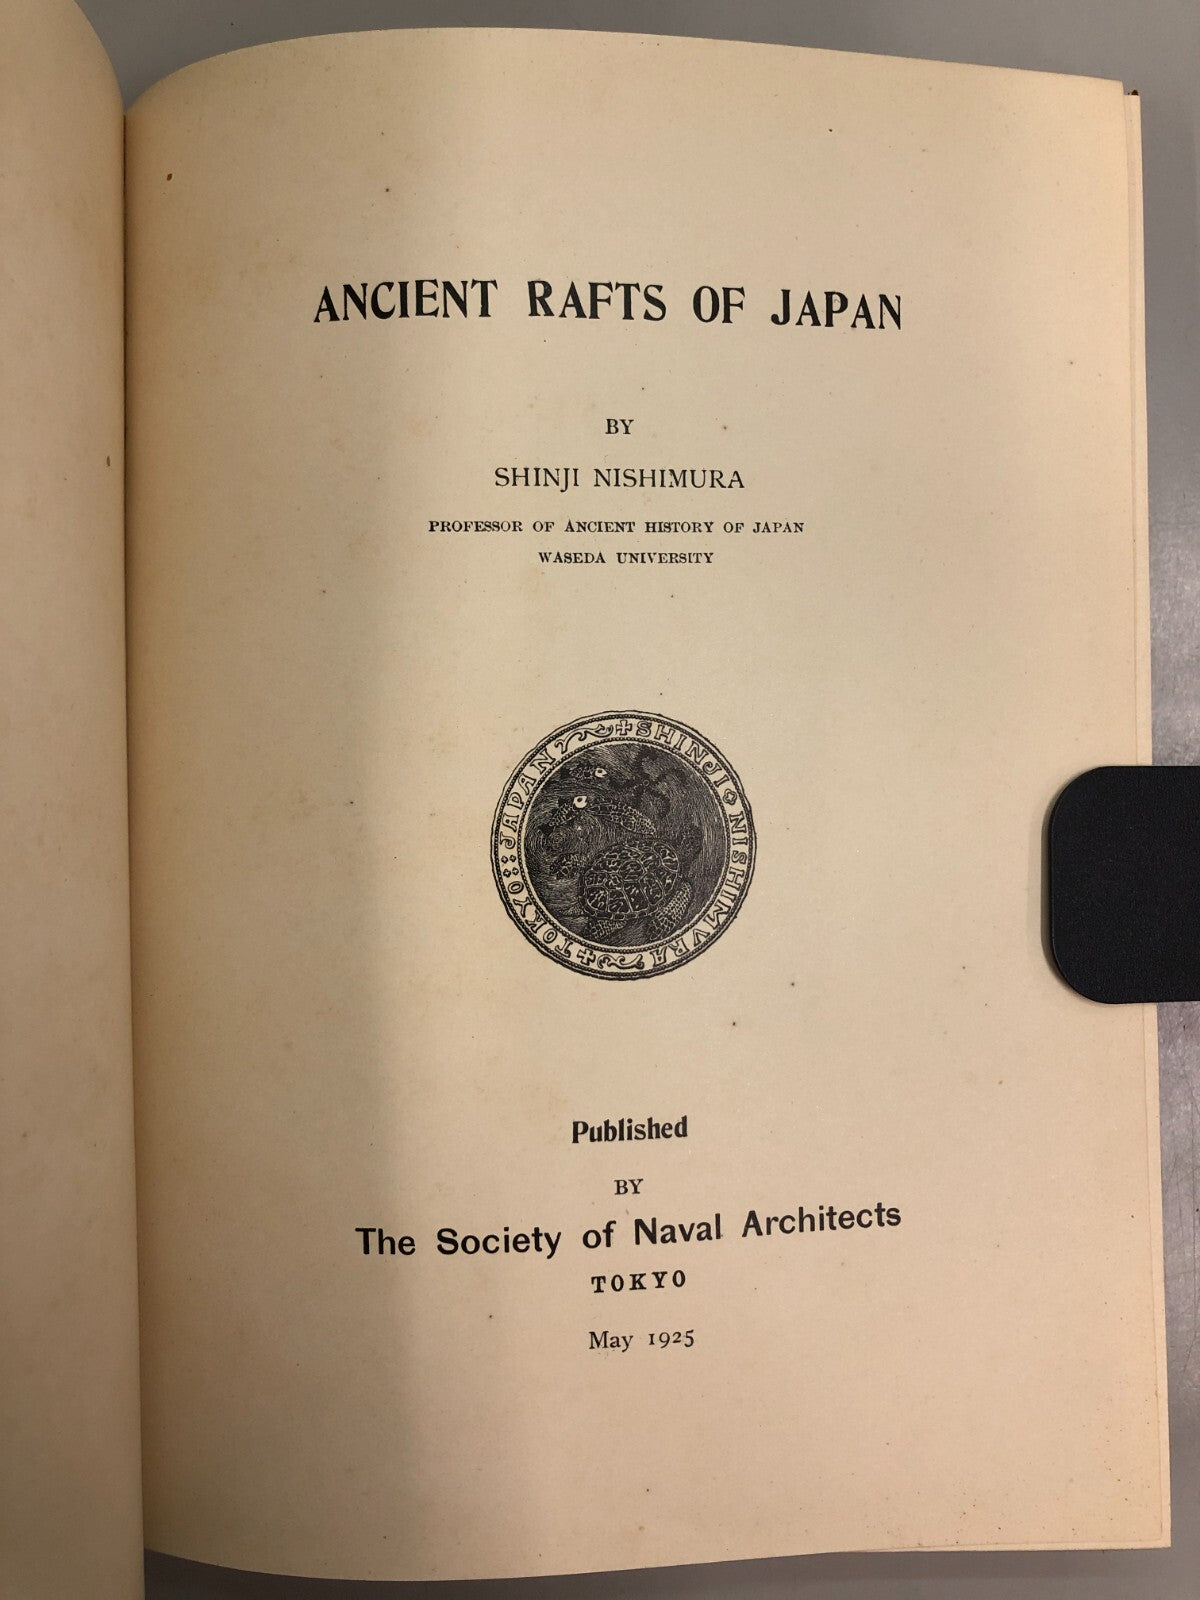 ANCIENT RAFTS OF JAPAN
BY
SHINJI NISHIMURA
PROFESSOR OF ANCIENT HISTORY OF JAPAN
WASEDA UNIVERSITY
SHINJI NISHIMVRA
TOKYO JAPAN
Published
BY
The Society of Naval Architects
TOKYO
May 1925